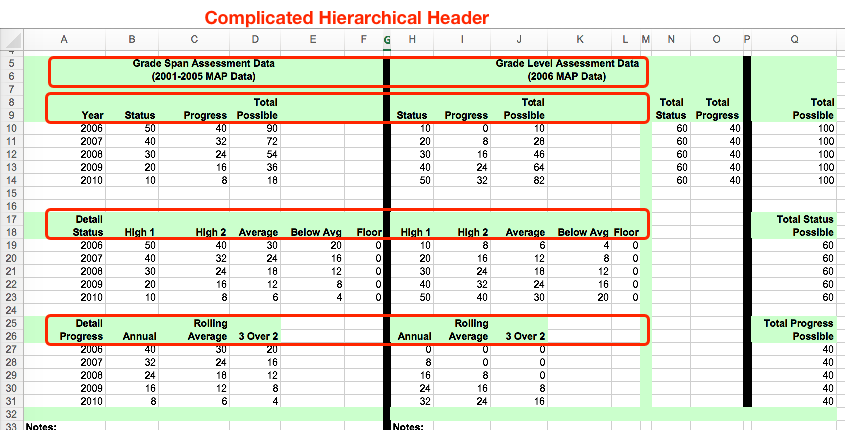 Complicated Hierarchical Header
A B C D E F G H I J K L M N O P Q
4
5 Grade Span Assessment Data Grade Level Assessment Data
6 (2001-2005 MAP Data) (2006 MAP Data)
7
8 Total Total Total Total Total
9 Year Status Progress Possible Status Progress Possible Status Progress Possible
10 2006 50 40 90 10 0 10 60 40 100
11 2007 40 32 72 20 8 28 60 40 100
12 2008 30 24 54 30 16 46 60 40 100
13 2009 20 16 36 40 24 64 60 40 100
14 2010 10 8 18 50 32 82 60 40 100
15
16
17 Detail Total Status
18 Status High 1 High 2 Average Below Avg Floor High 1 High 2 Average Below Avg Floor Possible
19 2006 50 40 30 20 0 10 8 6 4 0 60
20 2007 40 32 24 16 0 20 16 12 8 0 60
21 2008 30 24 18 12 0 30 24 18 12 0 60
22 2009 20 16 12 8 0 40 32 24 16 0 60
23 2010 10 8 6 4 0 50 40 30 20 0 60
24
25 Detail Rolling Rolling Total Progress
26 Progress Annual Average 3 Over 2 Annual Average 3 Over 2 Possible
27 2006 40 30 20 0 0 0 40
28 2007 32 24 16 8 0 0 40
29 2008 24 18 12 16 8 0 40
30 2009 16 12 8 24 16 8 40
31 2010 8 6 4 32 24 16 40
32
33 Notes: Notes: